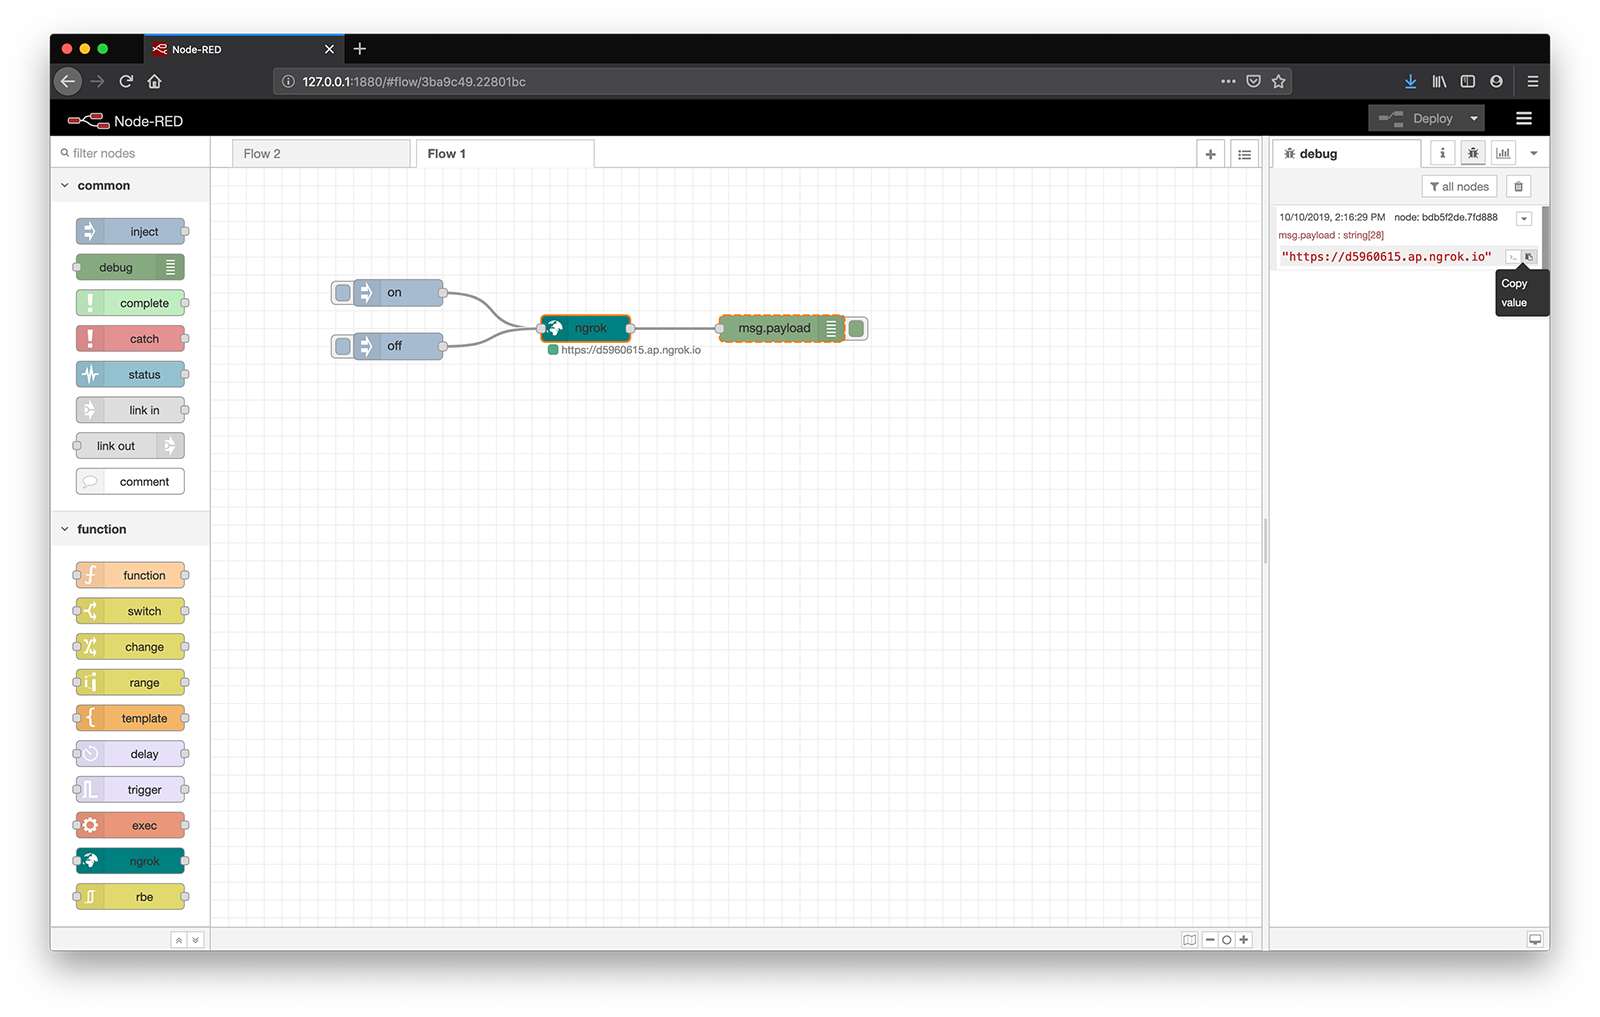 Node-RED
127.0.0.1:1880/#flow/3ba9c49.22801bc
Node-RED
Deploy
filter nodes
Flow 2
Flow 1
debug
common
all nodes
inject
debug
complete
catch
status
link in
link out
comment
10/10/2019, 2:16:29 PM node: bdb5f2de.7fd888
msg.payload : string[28]
"https://d5960615.ap.ngrok.io"
Copy
value
on
off
ngrok
https://d5960615.ap.ngrok.io
msg.payload
function
function
switch
change
range
template
delay
trigger
exec
ngrok
rbe